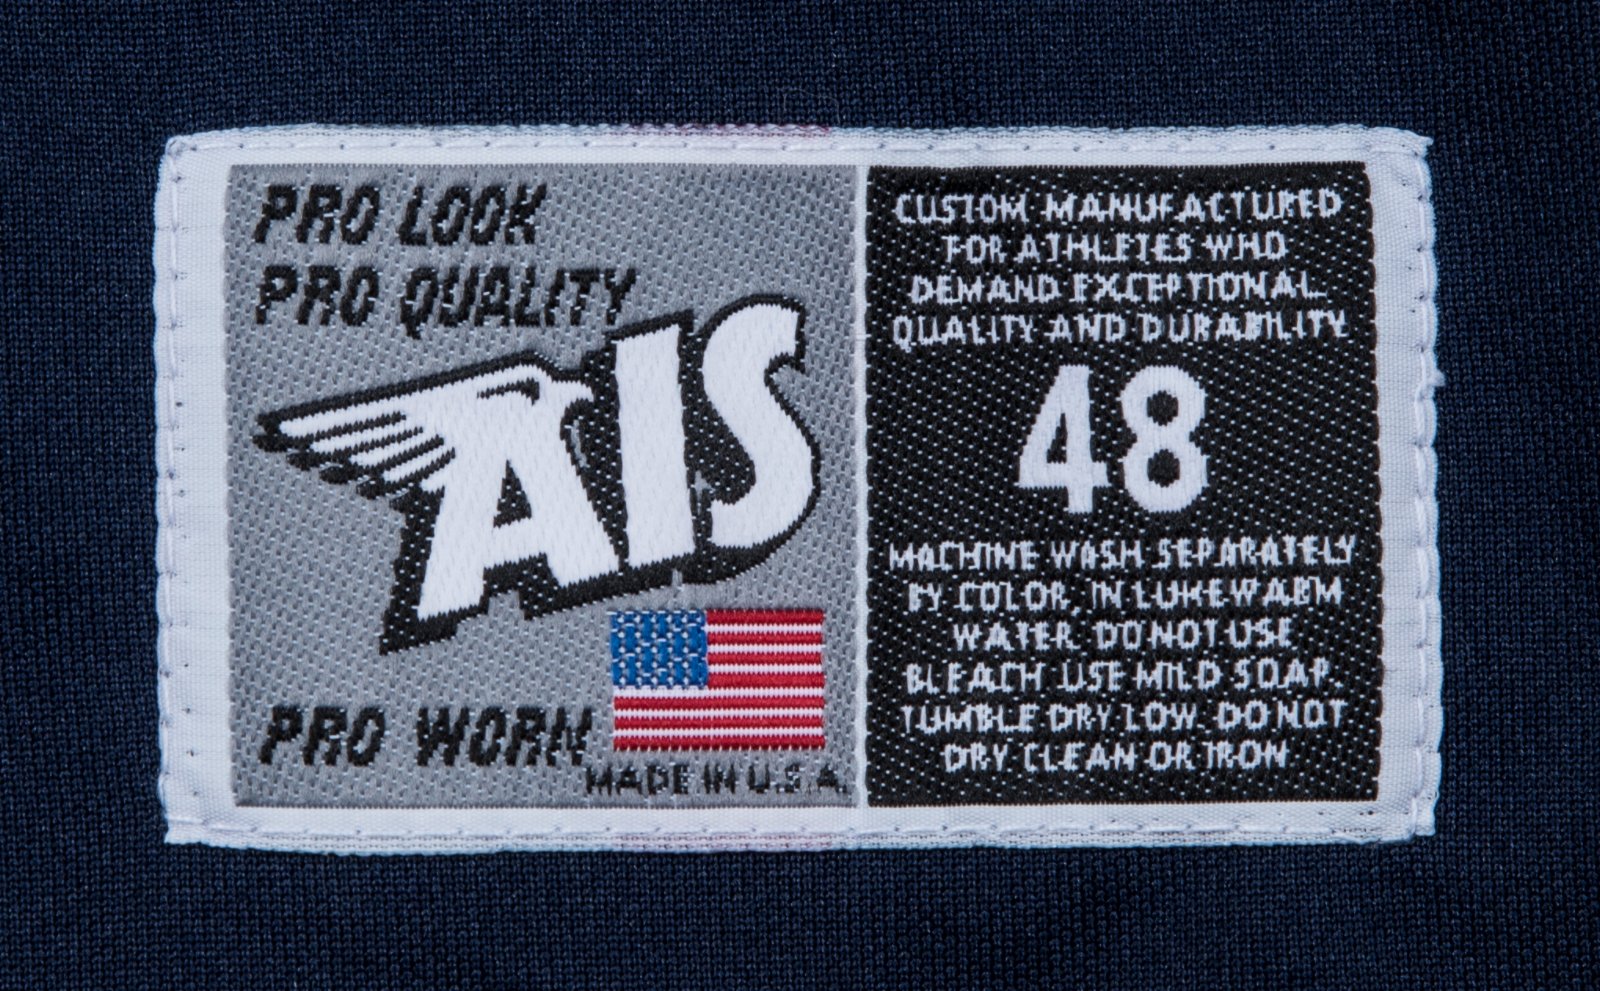 PRO LOOK
PRO QUALITY
AIS
PRO WORN
MADE IN U.S.A.
CUSTOM MANUFACTURED
FOR ATHLETES WHO
DEMAND EXCEPTIONAL
QUALITY AND DURABILITY
48
MACHINE WASH SEPARATELY
BY COLOR, IN LUKEWARM
WATER. DO NOT USE
BLEACH USE MILD SOAP.
TUMBLE DRY LOW. DO NOT
DRY CLEAN OR IRON